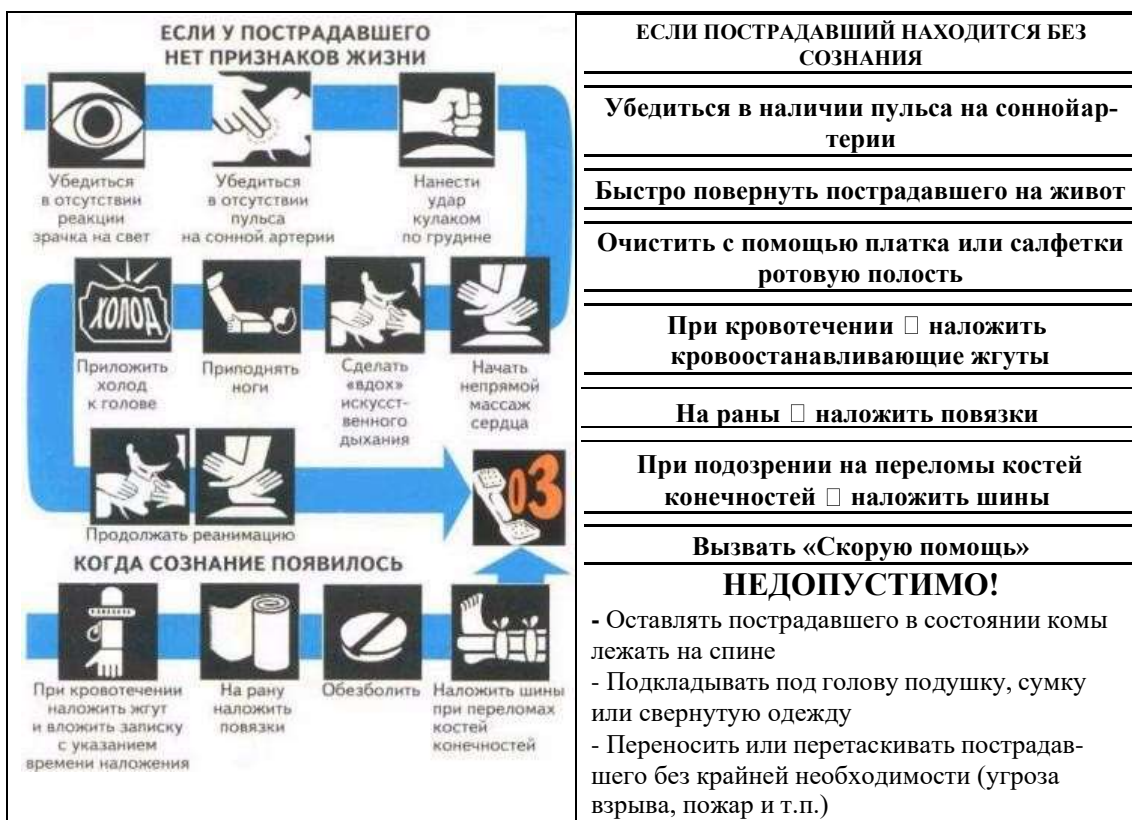 ЕСЛИ У ПОСТРАДАВШЕГО
НЕТ ПРИЗНАКОВ ЖИЗНИ
Убедиться
в отсутствии
реакции
зрачка на свет
Убедиться
в отсутствии
пульса
на сонной артерии
Нанести
удар
кулаком
по грудине
ХОЛОД
Приложить
холод
к голове
Приподнять
ноги
Сделать
«вдох»
искусст-
венного
дыхания
Начать
непрямой
массаж
сердца
Продолжать реанимацию
03
КОГДА СОЗНАНИЕ ПОЯВИЛОСЬ
При кровотечении
наложить жгут
и вложить записку
с указанием
времени наложения
На рану
наложить
повязки
Обезболить
Наложить шины
при переломах
костей
конечностей
ЕСЛИ ПОСТРАДАВШИЙ НАХОДИТСЯ БЕЗ
СОЗНАНИЯ
Убедиться в наличии пульса на соннойар-
терии
Быстро повернуть пострадавшего на живот
Очистить с помощью платка или салфетки
ротовую полость
При кровотечении □ наложить
кровоостанавливающие жгуты
На раны □ наложить повязки
При подозрении на переломы костей
конечностей □ наложить шины
Вызвать «Скорую помощь»
НЕДОПУСТИМО!
- Оставлять пострадавшего в состоянии комы
лежать на спине
- Подкладывать под голову подушку, сумку
или свернутую одежду
- Переносить или перетаскивать пострадав-
шего без крайней необходимости (угроза
взрыва, пожар и т.п.)